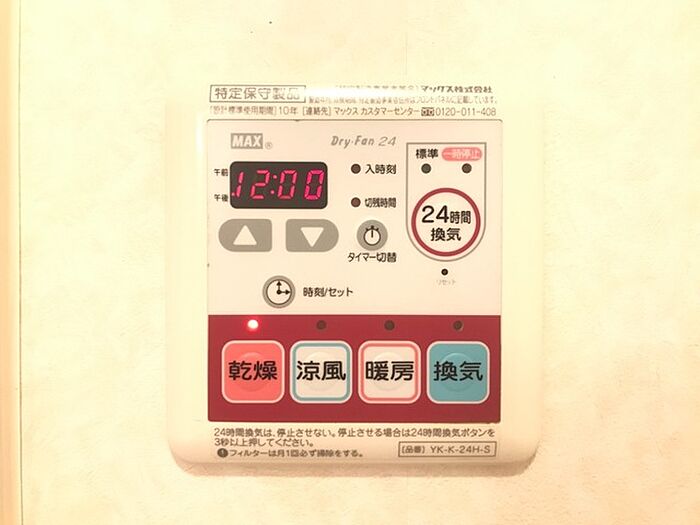 特定保守製品
マックス株式会社
[設計標準使用期間] 10年 [連絡先] マックス カスタマーセンター 0120-011-408
MAX®
Dry・Fan 24
標準 一時停止
午前
12:00
午後
入時刻
切残時間
24時間
換気
タイマー切替
リセット
時刻/セット
乾燥 涼風 暖房 換気
24時間換気は、停止させない。停止させる場合は24時間換気ボタンを
3秒以上押してください。
フィルターは月1回必ず掃除をする。
[品番] YK-K-24H-S